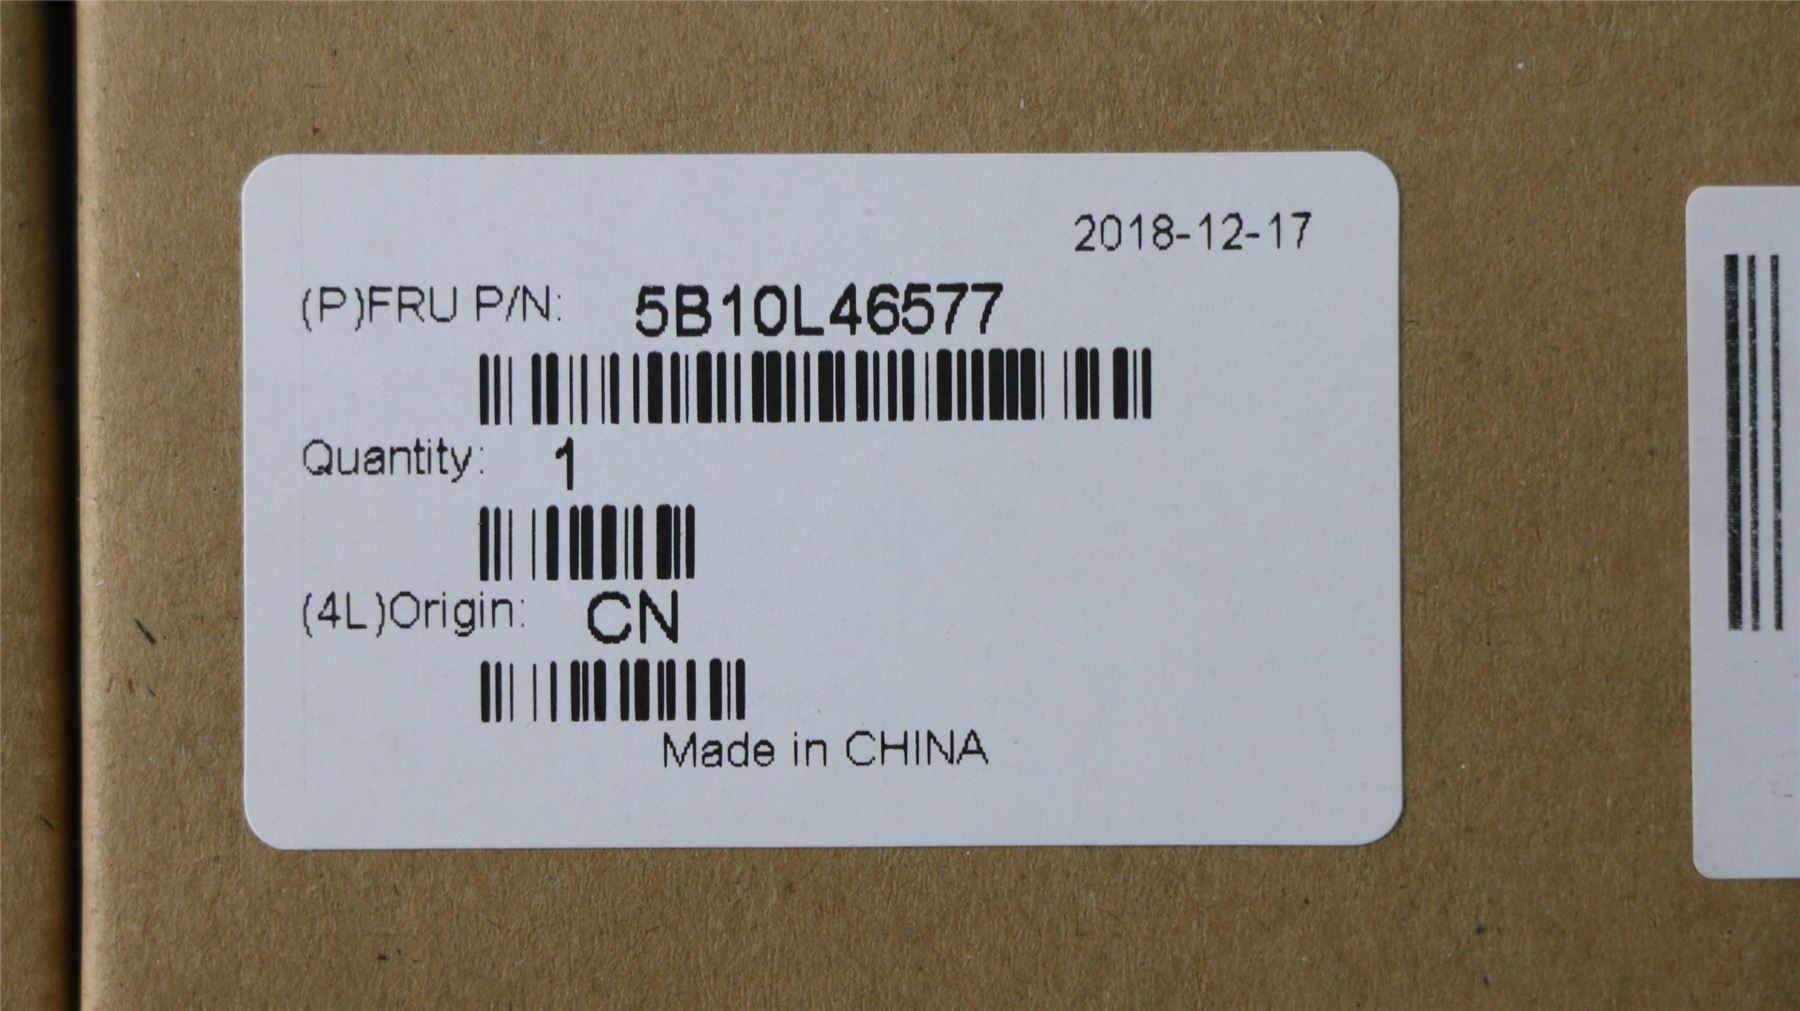 2018-12-17
(P)FRU P/N: 5B10L46577
Quantity: 1
(4L)Origin: CN
Made in CHINA